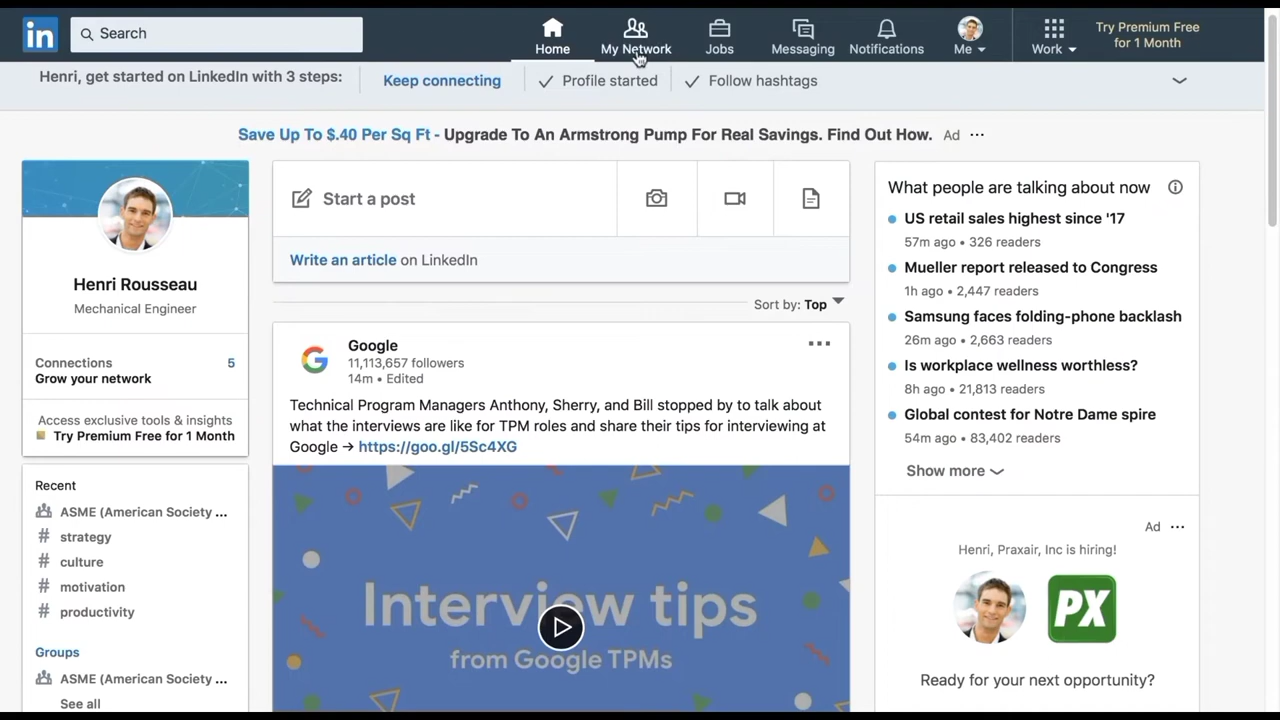 in
Search
Home
My Network
Jobs
Messaging
Notifications
Me
Work
Try Premium Free
for 1 Month
Henri, get started on LinkedIn with 3 steps:
Keep connecting
Profile started
Follow hashtags
Save Up To $.40 Per Sq Ft - Upgrade To An Armstrong Pump For Real Savings. Find Out How. Ad ···
Henri Rousseau
Mechanical Engineer
Connections 5
Grow your network
Access exclusive tools & insights
Try Premium Free for 1 Month
Recent
ASME (American Society ...
# strategy
# culture
# motivation
# productivity
Groups
ASME (American Society ...
See all
Start a post
Write an article on LinkedIn
Sort by: Top
Google
11,113,657 followers
14m • Edited
Technical Program Managers Anthony, Sherry, and Bill stopped by to talk about
what the interviews are like for TPM roles and share their tips for interviewing at
Google → https://goo.gl/5Sc4XG
Interview tips
from Google TPMs
What people are talking about now
US retail sales highest since '17
57m ago • 326 readers
Mueller report released to Congress
1h ago • 2,447 readers
Samsung faces folding-phone backlash
26m ago • 2,663 readers
Is workplace wellness worthless?
8h ago • 21,813 readers
Global contest for Notre Dame spire
54m ago • 83,402 readers
Show more
Ad ···
Henri, Praxair, Inc is hiring!
PX
Ready for your next opportunity?